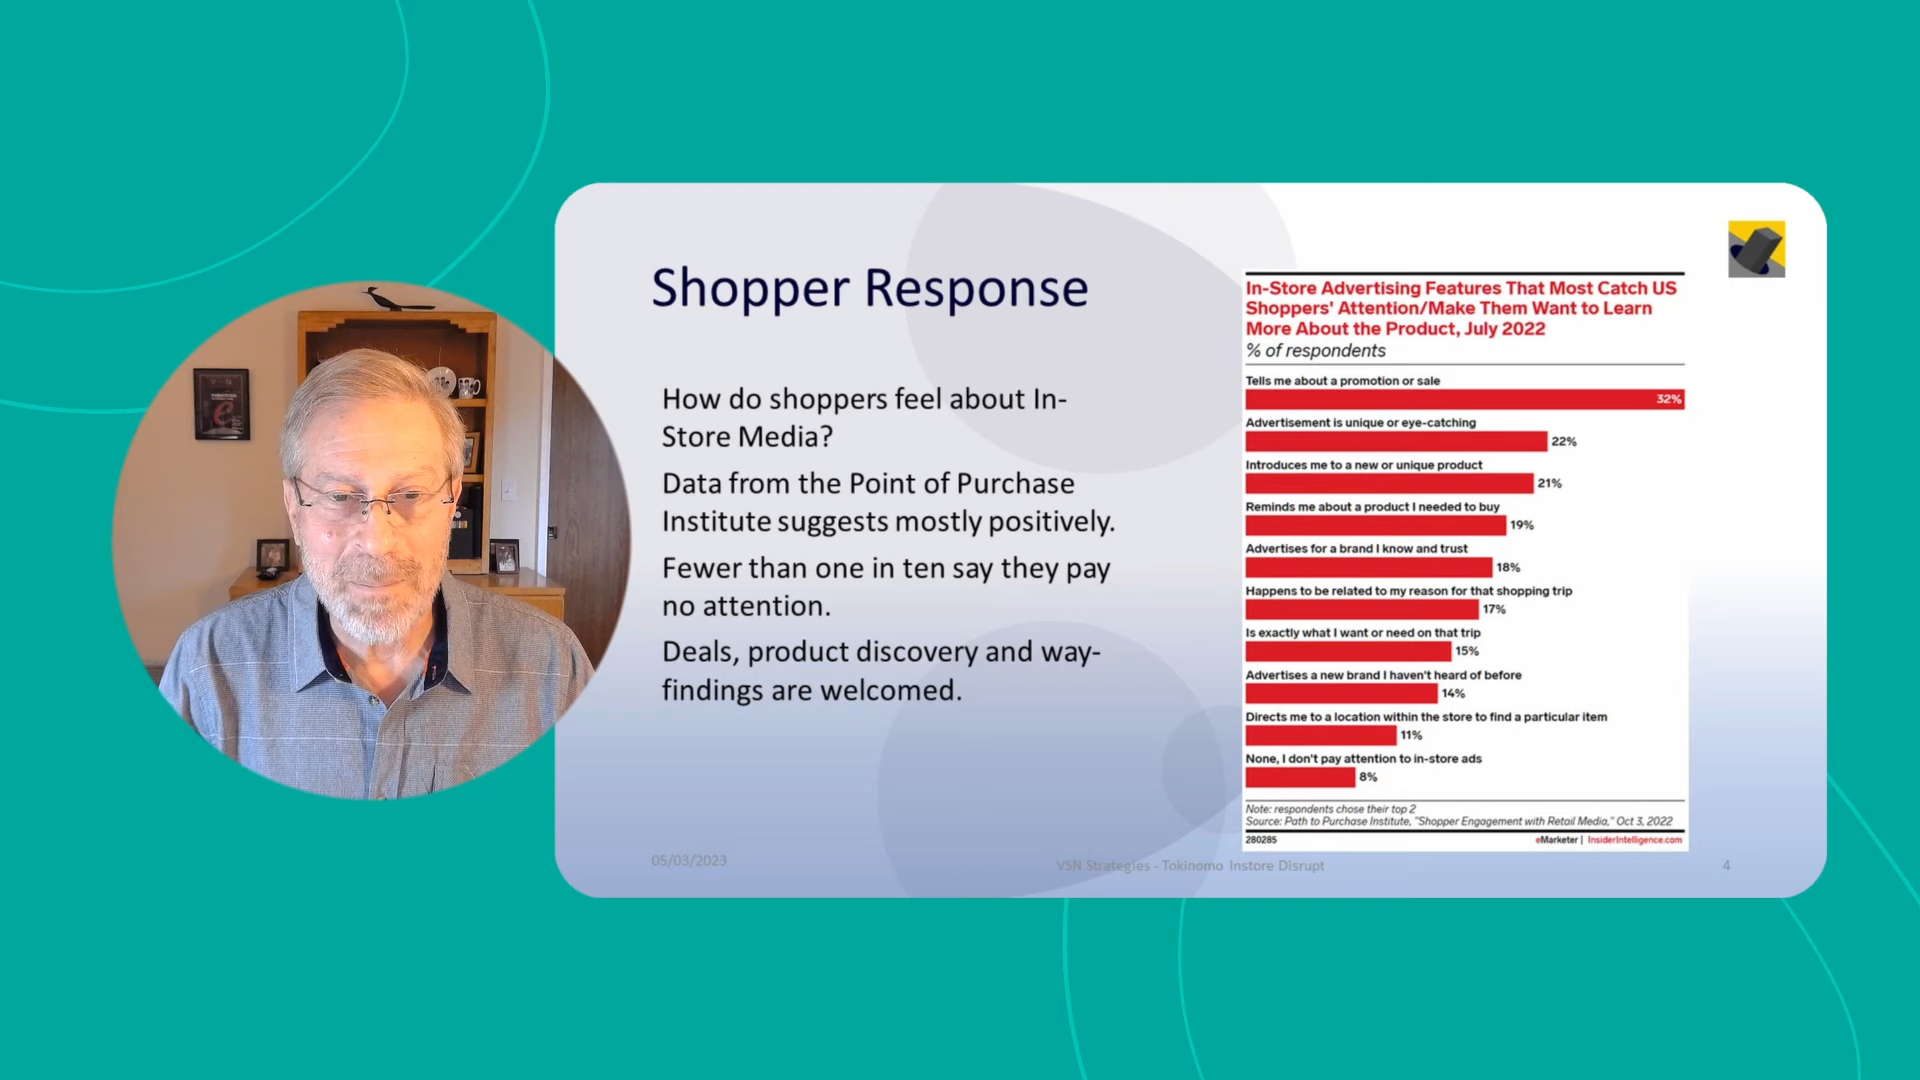 Shopper Response
How do shoppers feel about In-
Store Media?
Data from the Point of Purchase
Institute suggests mostly positively.
Fewer than one in ten say they pay
no attention.
Deals, product discovery and way-
findings are welcomed.
In-Store Advertising Features That Most Catch US
Shoppers' Attention/Make Them Want to Learn
More About the Product, July 2022
% of respondents
Tells me about a promotion or sale
32%
Advertisement is unique or eye-catching
22%
Introduces me to a new or unique product
21%
Reminds me about a product I needed to buy
19%
Advertises for a brand I know and trust
18%
Happens to be related to my reason for that shopping trip
17%
Is exactly what I want or need on that trip
15%
Advertises a new brand I haven't heard of before
14%
Directs me to a location within the store to find a particular item
11%
None, I don't pay attention to in-store ads
8%
Note: respondents chose their top 2
Source: Path to Purchase Institute, "Shopper Engagement with Retail Media," Oct 3, 2022
280285
eMarketer | InsiderIntelligence.com
05/03/2023
VSN Strategies - Tokinomo Instore Disrupt
4